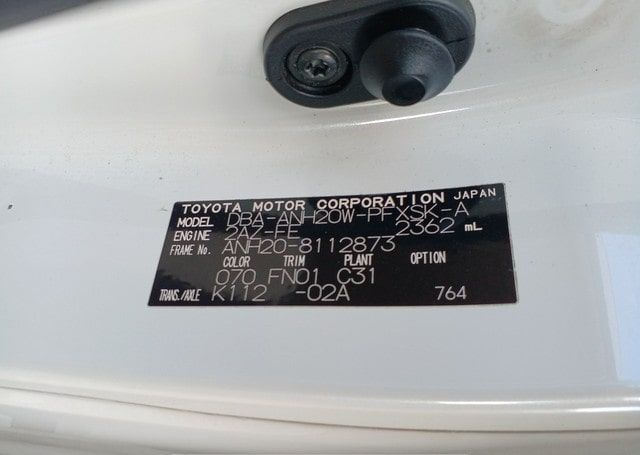 TOYOTA MOTOR CORPORATION JAPAN
MODEL DBA-ANH20W-PFXSK-A
ENGINE 2AZ-FE 2362 mL
FRAME No. ANH20-8112873
COLOR TRIM PLANT OPTION
070 FN01 C31
TRANS./AXLE K112 -02A 764